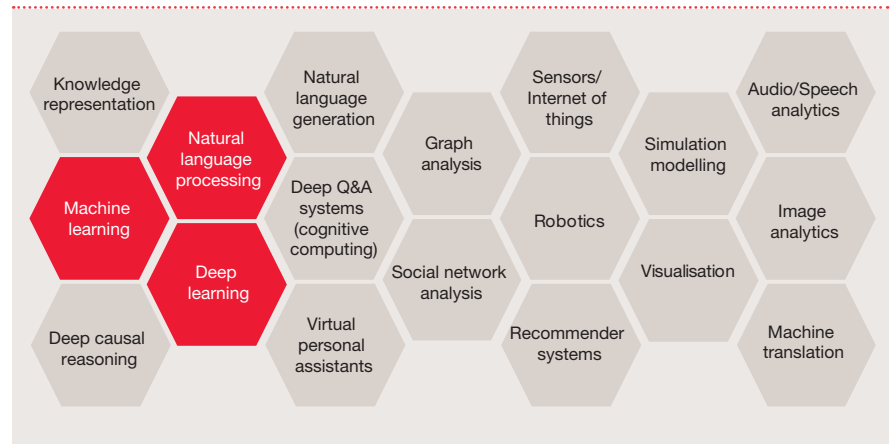 Knowledge
representation
Machine
learning
Deep causal
reasoning
Natural
language
processing
Deep
learning
Natural
language
generation
Deep Q&A
systems
(cognitive
computing)
Virtual
personal
assistants
Graph
analysis
Social network
analysis
Sensors/
Internet of
things
Robotics
Recommender
systems
Simulation
modelling
Visualisation
Audio/Speech
analytics
Image
analytics
Machine
translation